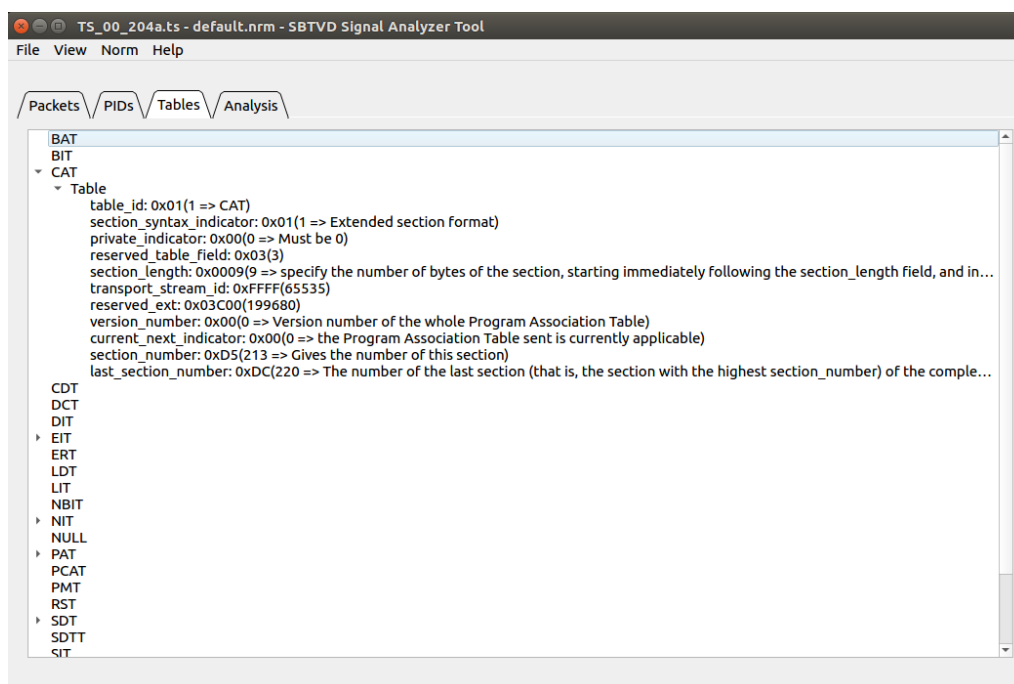 TS_00_204a.ts - default.nrm - SBTVD Signal Analyzer Tool
File View Norm Help
Packets PIDs Tables Analysis
BAT
BIT
CAT
Table
table_id: 0x01(1 => CAT)
section_syntax_indicator: 0x01(1 => Extended section format)
private_indicator: 0x00(0 => Must be 0)
reserved_table_field: 0x03(3)
section_length: 0x0009(9 => specify the number of bytes of the section, starting immediately following the section_length field, and in...
transport_stream_id: 0xFFFF(65535)
reserved_ext: 0x03C00(199680)
version_number: 0x00(0 => Version number of the whole Program Association Table)
current_next_indicator: 0x00(0 => the Program Association Table sent is currently applicable)
section_number: 0xD5(213 => Gives the number of this section)
last_section_number: 0xDC(220 => The number of the last section (that is, the section with the highest section_number) of the comple...
CDT
DCT
DIT
EIT
ERT
LDT
LIT
NBIT
NIT
NULL
PAT
PCAT
PMT
RST
SDT
SDTT
SIT